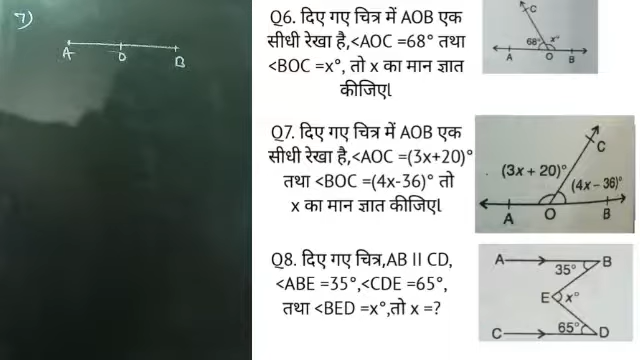 7)
A O B
Q6. दिए गए चित्र में AOB एक
सीधी रेखा है,<AOC =68° तथा
<BOC =x°, तो x का मान ज्ञात
कीजिए।
C
68° x°
A O B
Q7. दिए गए चित्र में AOB एक
सीधी रेखा है,<AOC =(3x+20)°
तथा <BOC =(4x-36)° तो
x का मान ज्ञात कीजिए।
C
(3x + 20)°
(4x – 36)°
A O B
Q8. दिए गए चित्र,AB ॥ CD,
<ABE =35°,<CDE =65°,
तथा <BED =x°,तो x =?
A B
35°
E x°
65°
C D